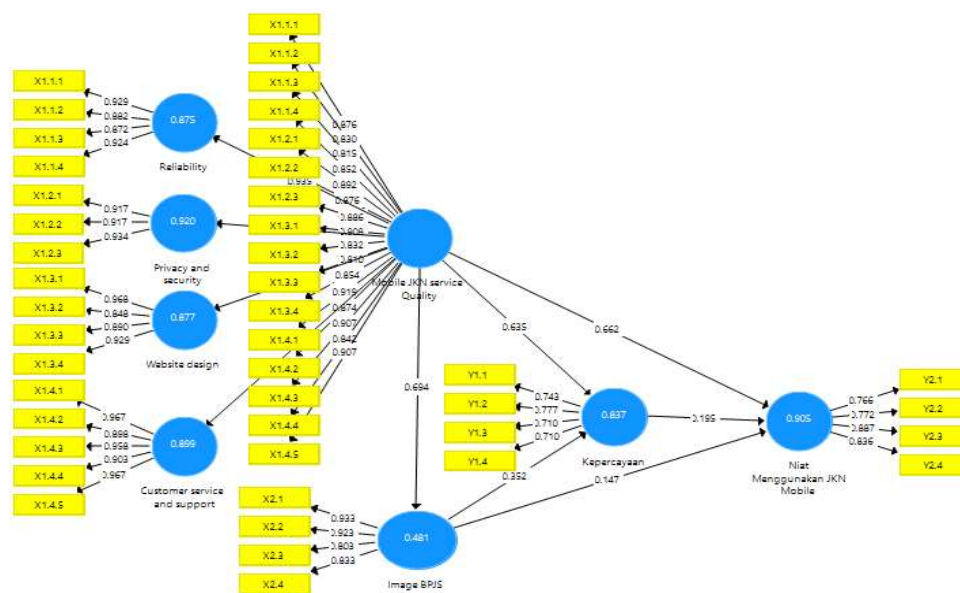 X1.1.1
X1.1.2
X1.1.3
X1.1.4
X1.2.1
X1.2.2
X1.2.3
X1.3.1
X1.3.2
X1.3.3
X1.3.4
X1.4.1
X1.4.2
X1.4.3
X1.4.4
X1.4.5
0.929
0.882
0.872
0.924
0.875
Reliability
0.917
0.917
0.934
0.920
Privacy and
security
0.968
0.848
0.890
0.929
0.877
Website design
0.967
0.898
0.958
0.903
0.967
0.899
Customer service
and support
X1.1.1
X1.1.2
X1.1.3
X1.1.4
X1.2.1
X1.2.2
X1.2.3
X1.3.1
X1.3.2
X1.3.3
X1.3.4
X1.4.1
X1.4.2
X1.4.3
X1.4.4
X1.4.5
0.876
0.830
0.815
0.852
0.892
0.876
0.935
0.886
0.832
0.854
0.919
0.874
0.907
0.842
0.907
Mobile JKN service
Quality
0.694
0.635
0.662
X2.1
X2.2
X2.3
X2.4
0.933
0.923
0.803
0.833
0.481
Image BPJS
0.352
0.147
Y1.1
Y1.2
Y1.3
Y1.4
0.743
0.777
0.710
0.710
0.837
Kepercayaan
0.195
0.905
Niat
Menggunakan JKN
Mobile
0.766
0.772
0.887
0.836
Y2.1
Y2.2
Y2.3
Y2.4